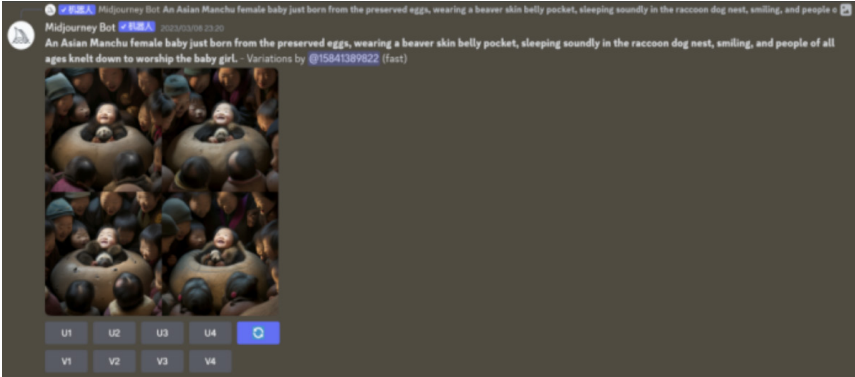 ✔机器人 Midjourney Bot An Asian Manchu female baby just born from the preserved eggs, wearing a beaver skin belly pocket, sleeping soundly in the raccoon dog nest, smiling, and people o
Midjourney Bot ✔机器人 2023/03/08 23:20
An Asian Manchu female baby just born from the preserved eggs, wearing a beaver skin belly pocket, sleeping soundly in the raccoon dog nest, smiling, and people of all
ages knelt down to worship the baby girl. - Variations by @15841389822 (fast)
U1 U2 U3 U4
V1 V2 V3 V4